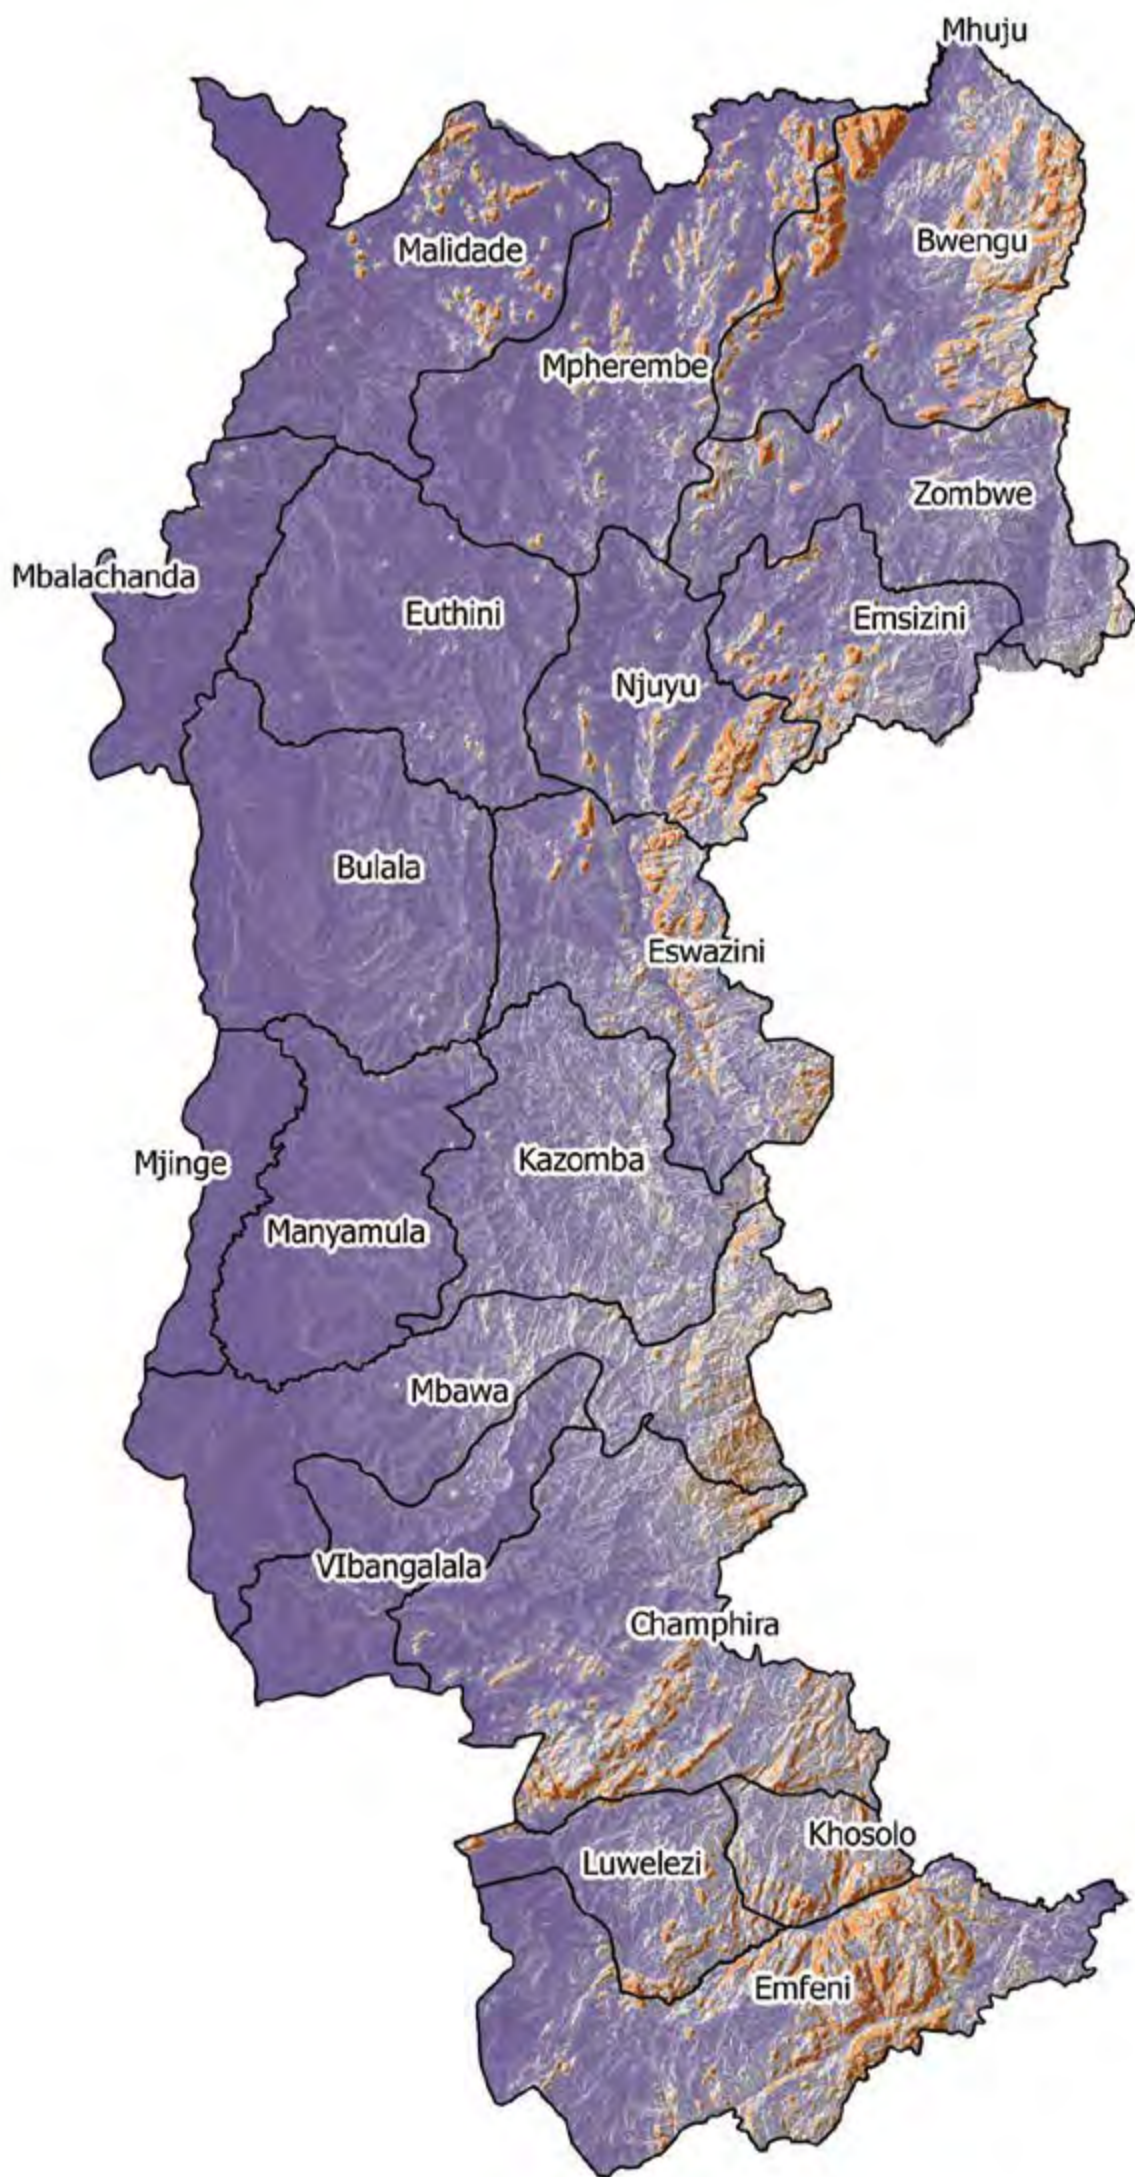 Mhuju
Malidade
Bwengu
Mpherembe
Zombwe
Mbalachanda
Euthini
Emsizini
Njuyu
Bulala
Eswazini
Mjinge
Kazomba
Manyamula
Mbawa
VIbangalala
Champhira
Khosolo
Luwelezi
Emfeni